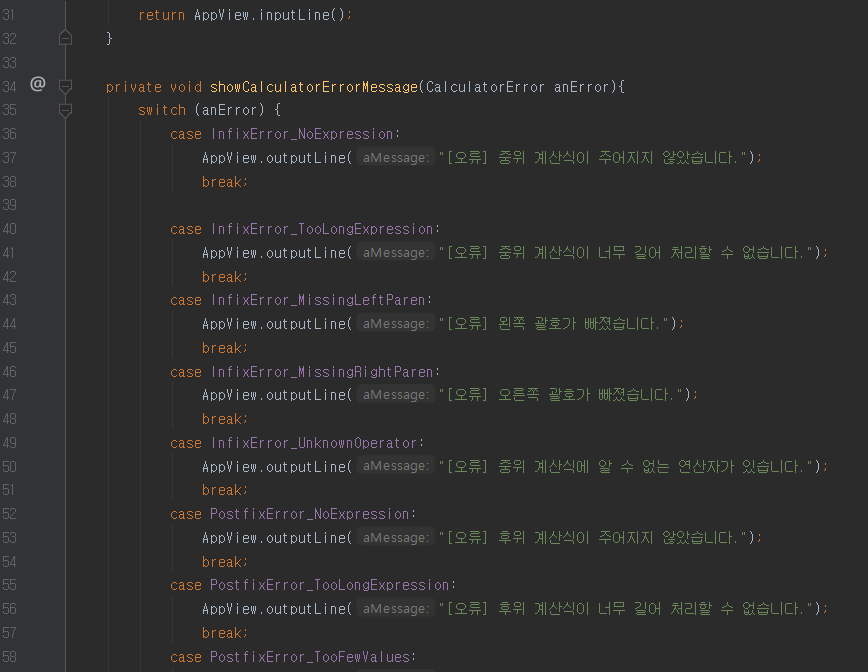 31 return AppView.inputLine();
32 }
33
34 @ private void showCalculatorErrorMessage(CalculatorError anError){
35 switch (anError) {
36 case InfixError_NoExpression:
37 AppView.outputLine( aMessage: "[오류] 중위 계산식이 주어지지 않았습니다.");
38 break;
39
40 case InfixError_TooLongExpression:
41 AppView.outputLine( aMessage: "[오류] 중위 계산식이 너무 길어 처리할 수 없습니다.");
42 break;
43 case InfixError_MissingLeftParen:
44 AppView.outputLine( aMessage: "[오류] 왼쪽 괄호가 빠졌습니다.");
45 break;
46 case InfixError_MissingRightParen:
47 AppView.outputLine( aMessage: "[오류] 오른쪽 괄호가 빠졌습니다.");
48 break;
49 case InfixError_UnknownOperator:
50 AppView.outputLine( aMessage: "[오류] 중위 계산식에 알 수 없는 연산자가 있습니다.");
51 break;
52 case PostfixError_NoExpression:
53 AppView.outputLine( aMessage: "[오류] 후위 계산식이 주어지지 않았습니다.");
54 break;
55 case PostfixError_TooLongExpression:
56 AppView.outputLine( aMessage: "[오류] 후위 계산식이 너무 길어 처리할 수 없습니다.");
57 break;
58 case PostfixError_TooFewValues: